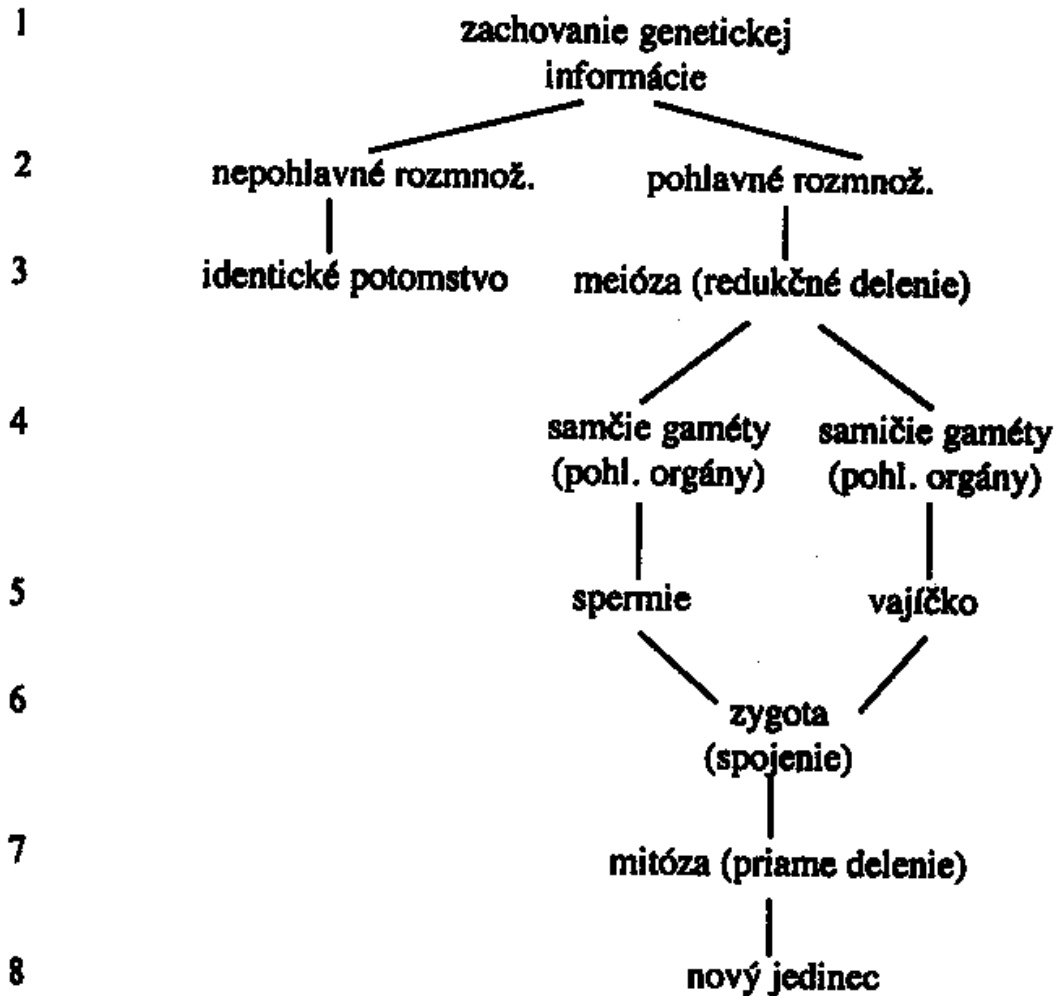 1
zachovanie genetickej
informácie
2
nepohlavné rozmnož.
pohlavné rozmnož.
3
identické potomstvo
meióza (redukčné delenie)
4
samčie gaméty
(pohl. orgány)
samičie gaméty
(pohl. orgány)
5
spermie
vajíčko
6
zygota
(spojenie)
7
mitóza (priame delenie)
8
nový jedinec